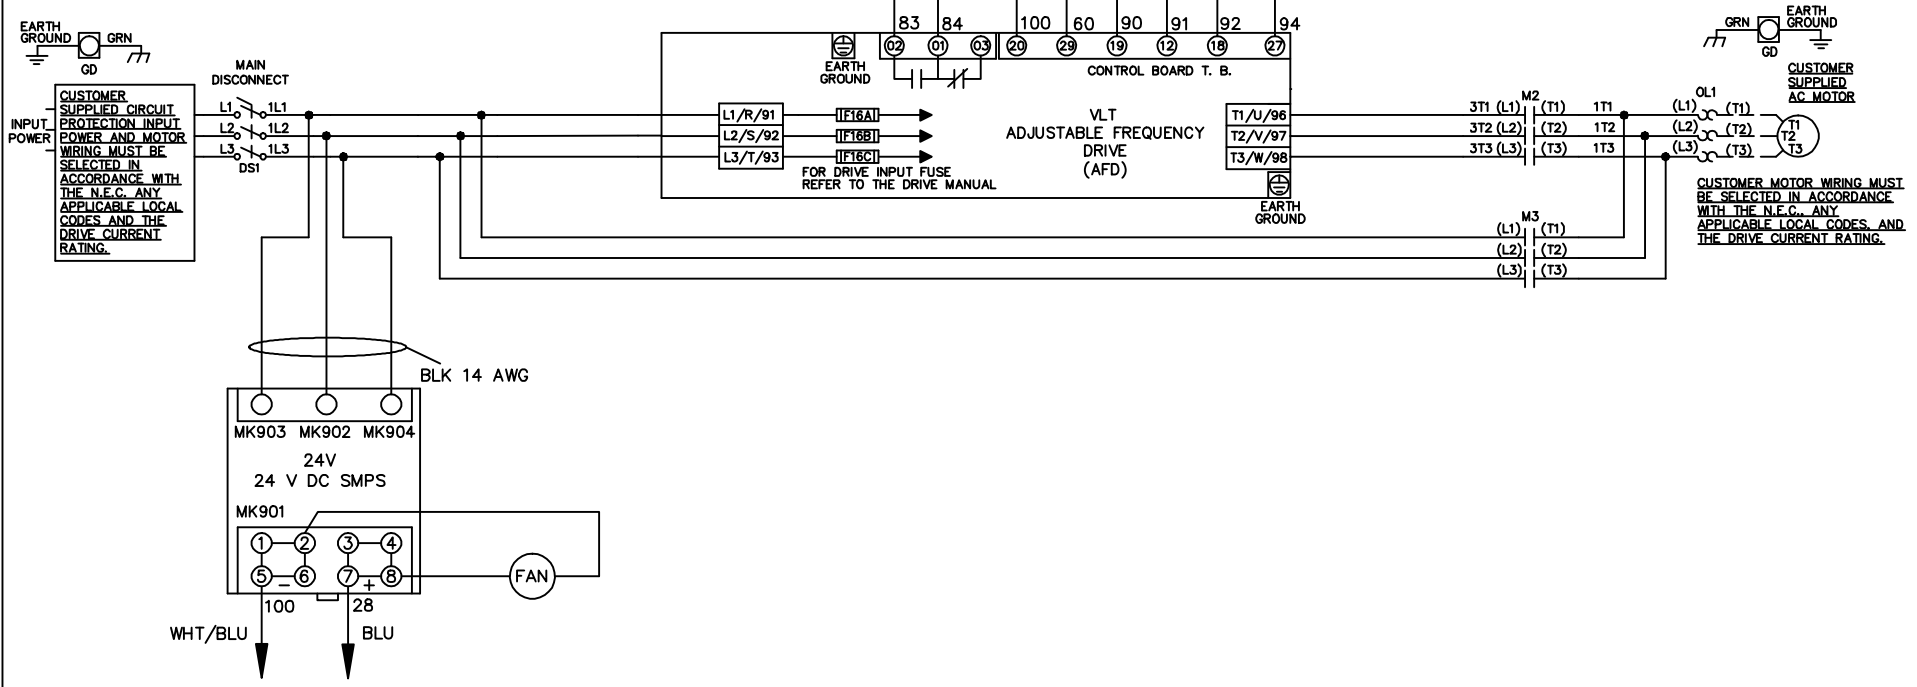 83 84 100 60 90 91 92 94
EARTH
GROUND
GRN
GD
02 01 03 20 29 19 12 18 27
EARTH
GROUND
CONTROL BOARD T. B.
GRN
EARTH
GROUND
GD
MAIN
DISCONNECT
CUSTOMER
SUPPLIED
AC MOTOR
INPUT
POWER
CUSTOMER
SUPPLIED CIRCUIT
PROTECTION INPUT
POWER AND MOTOR
WIRING MUST BE
SELECTED IN
ACCORDANCE WITH
THE N.E.C. ANY
APPLICABLE LOCAL
CODES AND THE
DRIVE CURRENT
RATING.
L1 1L1
L2 1L2
L3 1L3
DS1
L1/R/91
L2/S/92
L3/T/93
F16A
F16B
F16C
FOR DRIVE INPUT FUSE
REFER TO THE DRIVE MANUAL
VLT
ADJUSTABLE FREQUENCY
DRIVE
(AFD)
T1/U/96
T2/V/97
T3/W/98
EARTH
GROUND
M2
3T1 (L1) (T1) 1T1
3T2 (L2) (T2) 1T2
3T3 (L3) (T3) 1T3
OL1
(L1) (T1)
(L2) (T2)
(L3) (T3)
T1
T2
T3
CUSTOMER MOTOR WIRING MUST
BE SELECTED IN ACCORDANCE
WITH THE N.E.C., ANY
APPLICABLE LOCAL CODES, AND
THE DRIVE CURRENT RATING.
M3
(L1) (T1)
(L2) (T2)
(L3) (T3)
BLK 14 AWG
MK903 MK902 MK904
24V
24 V DC SMPS
MK901
1 2 3 4
5 6 7 8
- +
FAN
100 28
WHT/BLU BLU